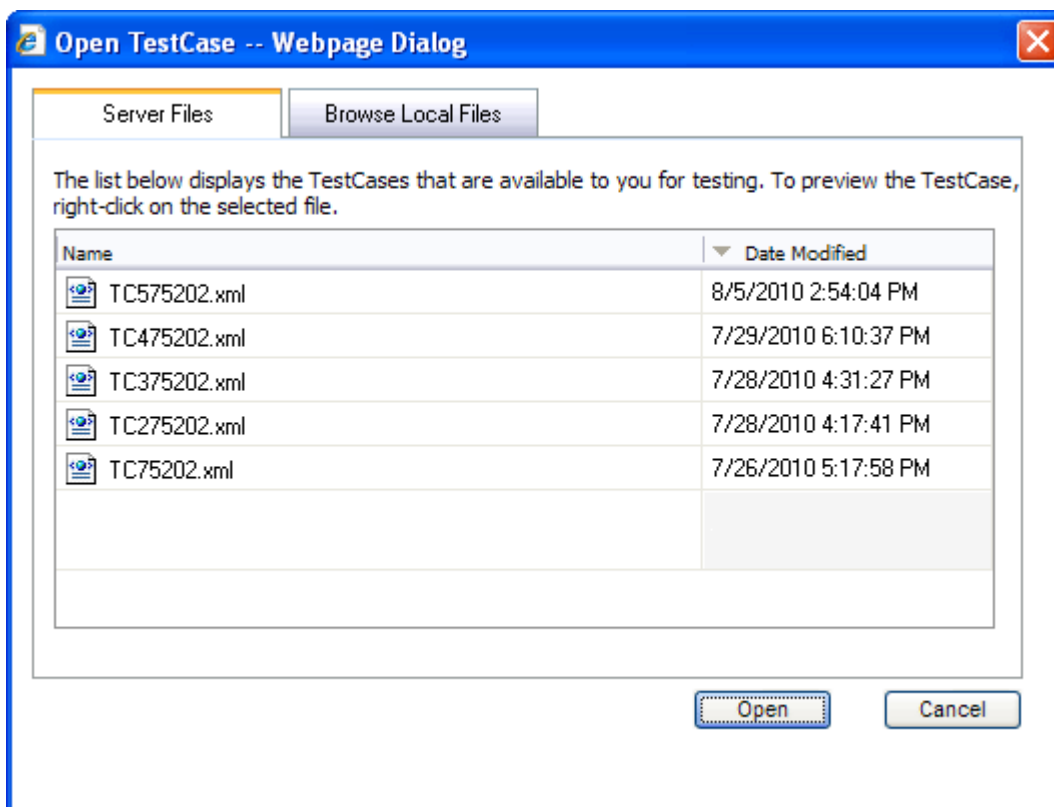 Open TestCase -- Webpage Dialog
Server Files Browse Local Files
The list below displays the TestCases that are available to you for testing. To preview the TestCase,
right-click on the selected file.
Name Date Modified
TC575202.xml 8/5/2010 2:54:04 PM
TC475202.xml 7/29/2010 6:10:37 PM
TC375202.xml 7/28/2010 4:31:27 PM
TC275202.xml 7/28/2010 4:17:41 PM
TC75202.xml 7/26/2010 5:17:58 PM
Open Cancel